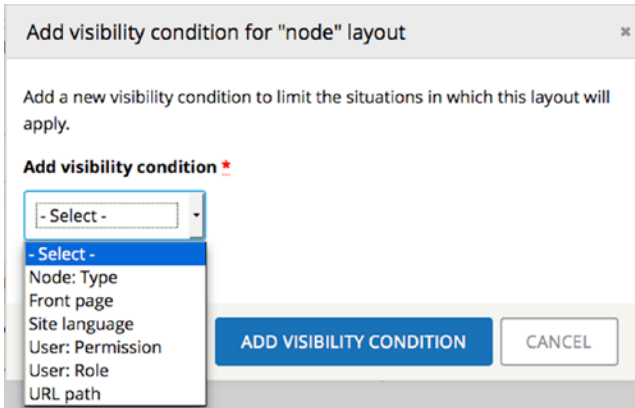 Add visibility condition for "node" layout
Add a new visibility condition to limit the situations in which this layout will
apply.
Add visibility condition *
- Select -
- Select -
Node: Type
Front page
Site language
User: Permission
User: Role
URL path
ADD VISIBILITY CONDITION
CANCEL